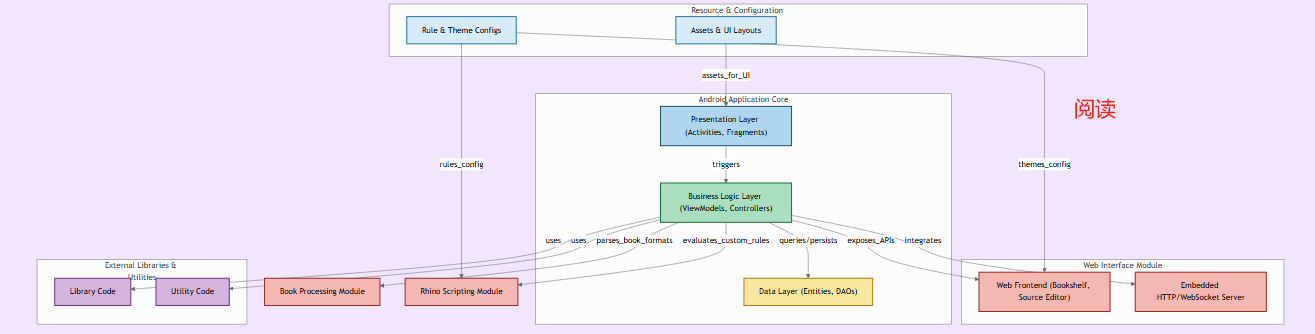 Resource & Configuration
Rule & Theme Configs
Assets & UI Layouts
assets_for_UI
阅读
Android Application Core
Presentation Layer
(Activities, Fragments)
rules_config
triggers
themes_config
Business Logic Layer
(ViewModels, Controllers)
uses
uses
parses_book_formats
evaluates_custom_rules
queries/persists
exposes_APIs
integrates
External Libraries &
Utilities
Library Code
Utility Code
Book Processing Module
Rhino Scripting Module
Data Layer (Entities, DAOs)
Web Interface Module
Web Frontend (Bookshelf,
Source Editor)
Embedded
HTTP/WebSocket Server